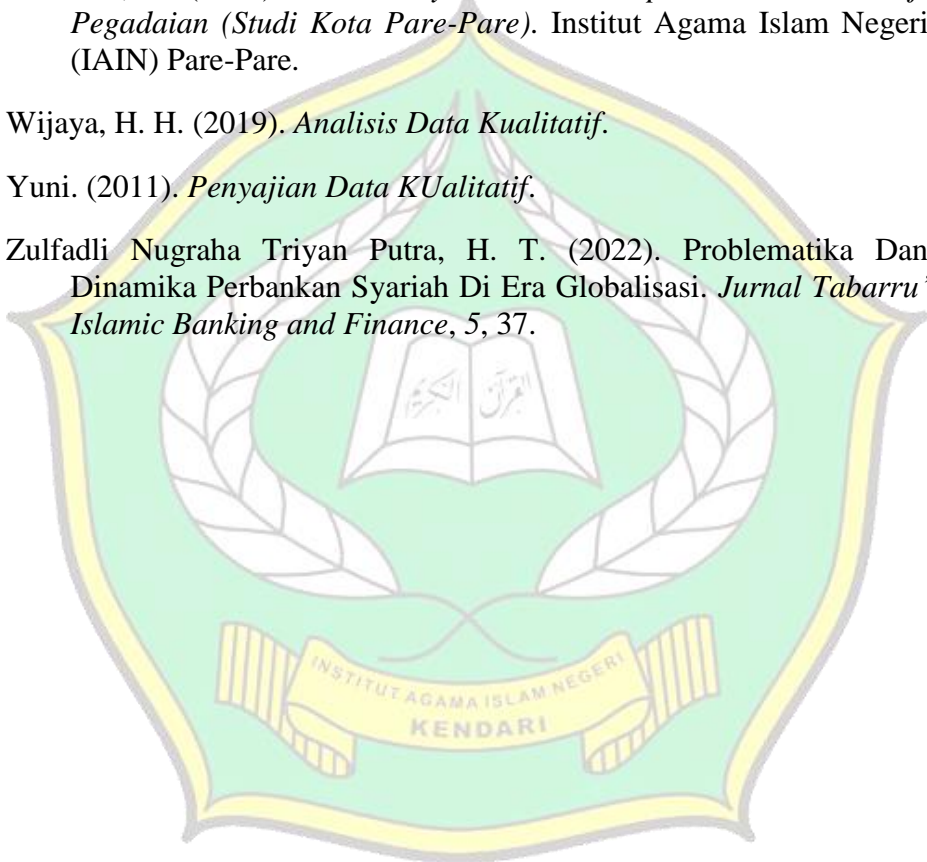 Pegadaian (Studi Kota Pare-Pare). Institut Agama Islam Negeri
(IAIN) Pare-Pare.
Wijaya, H. H. (2019). Analisis Data Kualitatif.
Yuni. (2011). Penyajian Data KUalitatif.
Zulfadli Nugraha Triyan Putra, H. T. (2022). Problematika Dan
Dinamika Perbankan Syariah Di Era Globalisasi. Jurnal Tabarru'
Islamic Banking and Finance, 5, 37.
القرآن الكريم
INSTITUT AGAMA ISLAM NEGERI
KENDARI